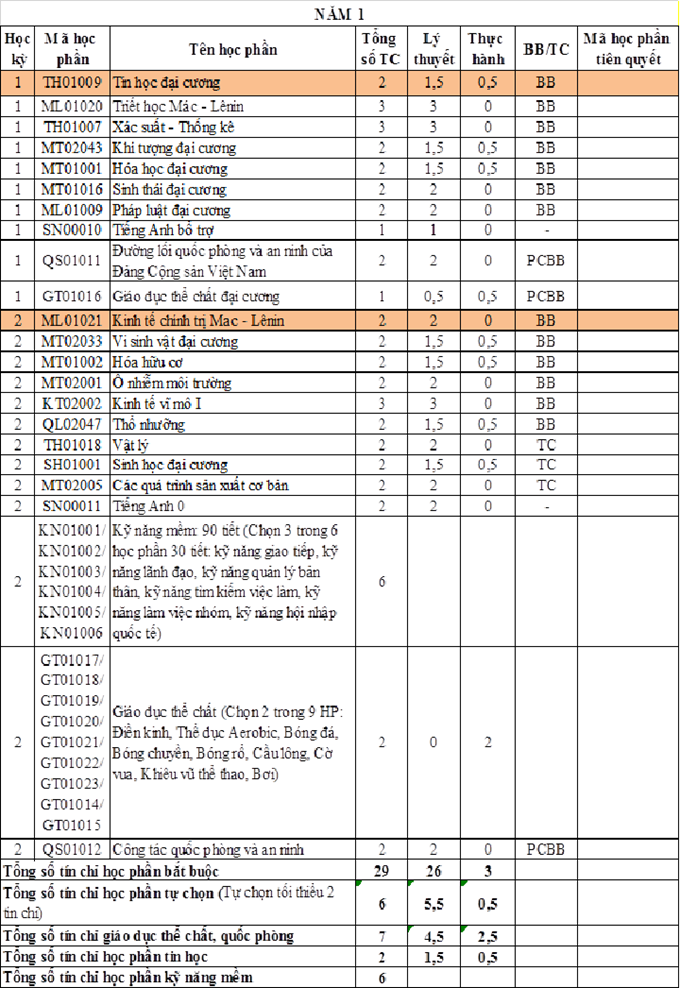 NĂM 1
Học kỳ | Mã học phần | Tên học phần | Tổng số TC | Lý thuyết | Thực hành | BB/TC | Mã học phần tiên quyết
1 | TH01009 | Tin học đại cương | 2 | 1,5 | 0,5 | BB
1 | ML01020 | Triết học Mác - Lênin | 3 | 3 | 0 | BB
1 | TH01007 | Xác suất - Thống kê | 3 | 3 | 0 | BB
1 | MT02043 | Khí tượng đại cương | 2 | 1,5 | 0,5 | BB
1 | MT01001 | Hóa học đại cương | 2 | 1,5 | 0,5 | BB
1 | MT01016 | Sinh thái đại cương | 2 | 2 | 0 | BB
1 | ML01009 | Pháp luật đại cương | 2 | 2 | 0 | BB
1 | SN00010 | Tiếng Anh bổ trợ | 1 | 1 | 0 | -
1 | QS01011 | Đường lối quốc phòng và an ninh của Đảng Cộng sản Việt Nam | 2 | 2 | 0 | PCBB
1 | GT01016 | Giáo dục thể chất đại cương | 1 | 0,5 | 0,5 | PCBB
2 | ML01021 | Kinh tế chính trị Mac - Lênin | 2 | 2 | 0 | BB
2 | MT02033 | Vi sinh vật đại cương | 2 | 1,5 | 0,5 | BB
2 | MT01002 | Hóa hữu cơ | 2 | 1,5 | 0,5 | BB
2 | MT02001 | Ô nhiễm môi trường | 2 | 2 | 0 | BB
2 | KT02002 | Kinh tế vĩ mô I | 3 | 3 | 0 | BB
2 | QL02047 | Thổ nhưỡng | 2 | 1,5 | 0,5 | BB
2 | TH01018 | Vật lý | 2 | 2 | 0 | TC
2 | SH01001 | Sinh học đại cương | 2 | 1,5 | 0,5 | TC
2 | MT02005 | Các quá trình sản xuất cơ bản | 2 | 2 | 0 | TC
2 | SN00011 | Tiếng Anh 0 | 2 | 2 | 0 | -
2 | KN01001/ KN01002/ KN01003/ KN01004/ KN01005/ KN01006 | Kỹ năng mềm: 90 tiết (Chọn 3 trong 6 học phần 30 tiết: kỹ năng giao tiếp, kỹ năng lãnh đạo, kỹ năng quản lý bản thân, kỹ năng tìm kiếm việc làm, kỹ năng làm việc nhóm, kỹ năng hội nhập quốc tế) | 6
2 | GT01017/ GT01018/ GT01019/ GT01020/ GT01021/ GT01022/ GT01023/ GT01014/ GT01015 | Giáo dục thể chất (Chọn 2 trong 9 HP: Điền kinh, Thể dục Aerobic, Bóng đá, Bóng chuyền, Bóng rổ, Cầu lông, Cờ vua, Khiêu vũ thể thao, Bơi) | 2 | 0 | 2
2 | QS01012 | Công tác quốc phòng và an ninh | 2 | 2 | 0 | PCBB
Tổng số tín chỉ học phần bắt buộc | 29 | 26 | 3
Tổng số tín chỉ học phần tự chọn (Tự chọn tối thiểu 2 tín chỉ) | 6 | 5,5 | 0,5
Tổng số tín chỉ giáo dục thể chất, quốc phòng | 7 | 4,5 | 2,5
Tổng số tín chỉ học phần tin học | 2 | 1,5 | 0,5
Tổng số tín chỉ học phần kỹ năng mềm | 6